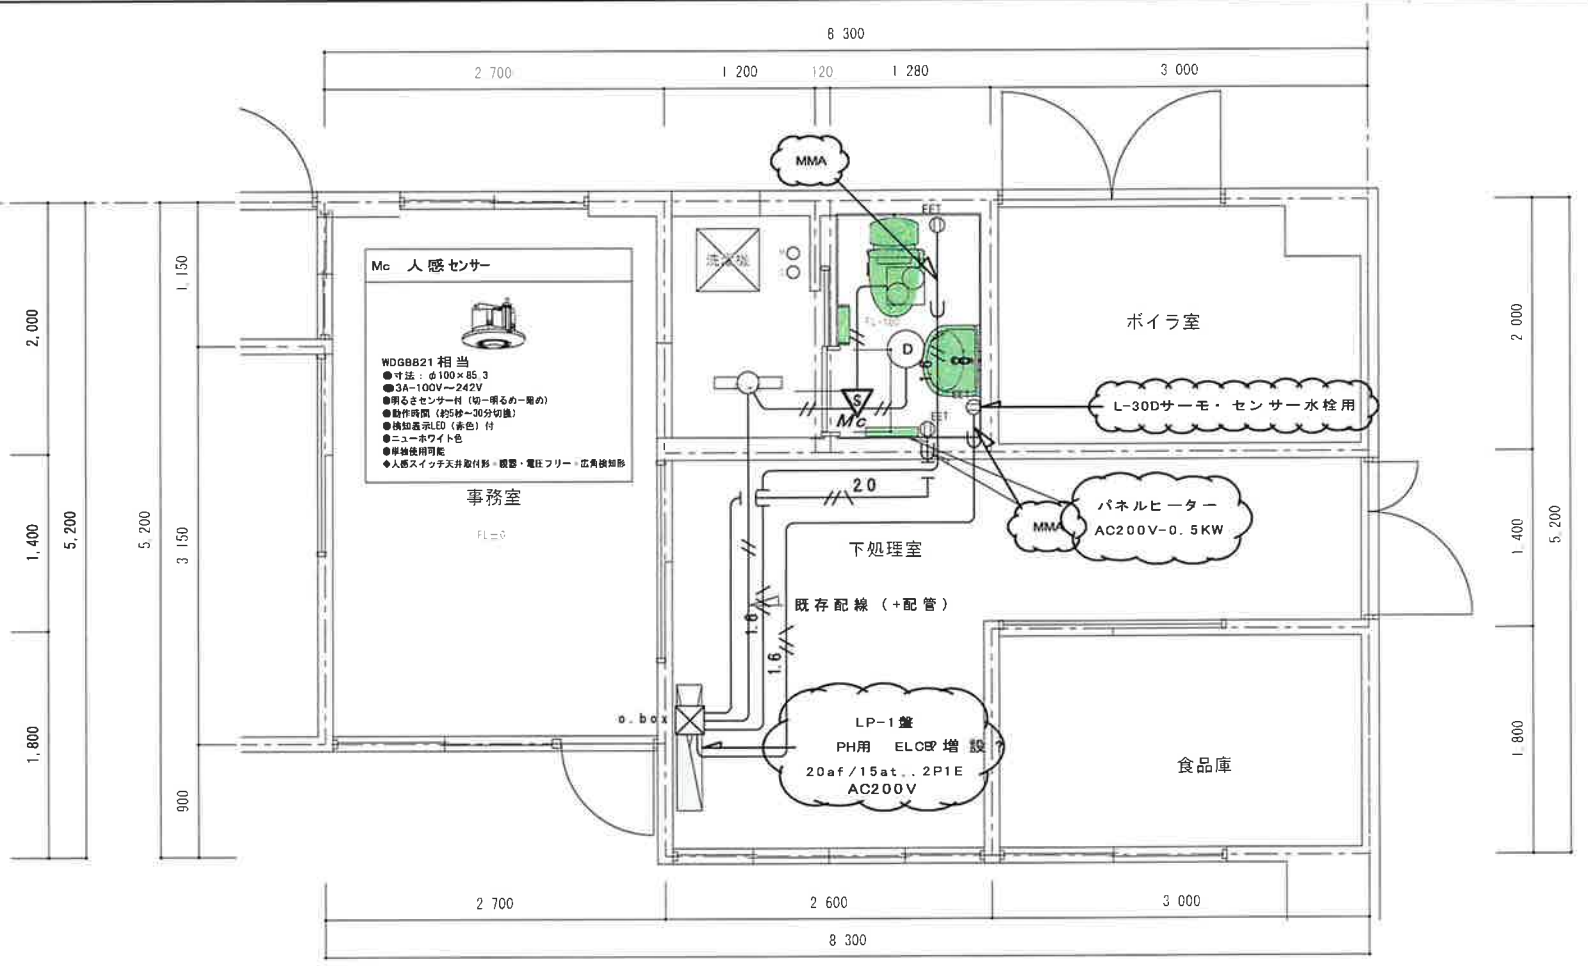 8 300
2 700
1 200
120
1 280
3 000
MMA
EET
Mc 人感センサー
WDG8821 相当
●寸法：φ100×85.3
●3A-100V～242V
●明るさセンサー付（切-明るめ-暗め）
●動作時間（約5秒～30分切換）
●検知表示LED（赤色）付
●ニューホワイト色
●単独使用可能
洗濯機
ボイラ室
D
S
Mc
EET
L-30Dサーモ・センサー水栓用
事務室
20
パネルヒーター
AC200V-0.5KW
MMA
下処理室
既存配線（+配管）
1.6
1.6
o.box
LP-1盤
PH用 ELCB 増設
20af/15at..2P1E
AC200V
食品庫
2,000
1,400
1,800
5,200
5,200
1,150
3 150
900
2 000
1 400
1 800
5,200
2 700
2 600
3 000
8 300